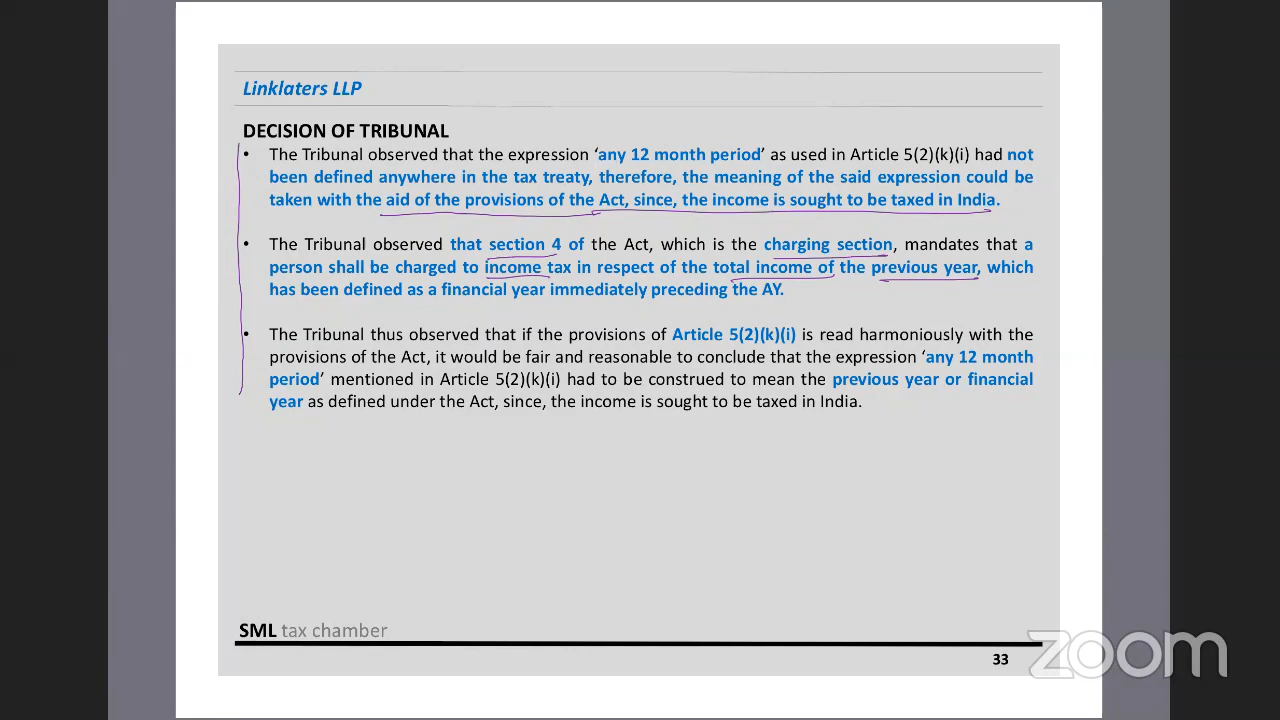 Linklaters LLP
DECISION OF TRIBUNAL
• The Tribunal observed that the expression ‘any 12 month period’ as used in Article 5(2)(k)(i) had not
been defined anywhere in the tax treaty, therefore, the meaning of the said expression could be
taken with the aid of the provisions of the Act, since, the income is sought to be taxed in India.
• The Tribunal observed that section 4 of the Act, which is the charging section, mandates that a
person shall be charged to income tax in respect of the total income of the previous year, which
has been defined as a financial year immediately preceding the AY.
• The Tribunal thus observed that if the provisions of Article 5(2)(k)(i) is read harmoniously with the
provisions of the Act, it would be fair and reasonable to conclude that the expression ‘any 12 month
period’ mentioned in Article 5(2)(k)(i) had to be construed to mean the previous year or financial
year as defined under the Act, since, the income is sought to be taxed in India.
SML tax chamber
33
zoom